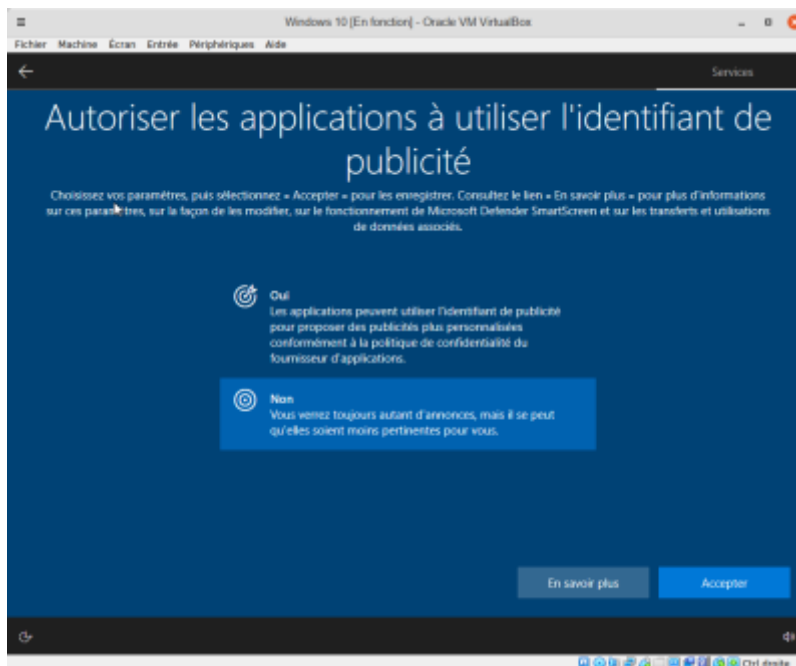 Windows 10 [En fonction] - Oracle VM VirtualBox
Fichier Machine Écran Entrée Périphériques Aide
Services
Autoriser les applications à utiliser l'identifiant de
publicité
Choisissez vos paramètres, puis sélectionnez « Accepter » pour les enregistrer. Consultez le lien « En savoir plus » pour plus d'informations
sur ces paramètres, sur la façon de les modifier, sur le fonctionnement de Microsoft Defender SmartScreen et sur les transferts et utilisations
de données associés.
Oui
Les applications peuvent utiliser l'identifiant de publicité
pour proposer des publicités plus personnalisées
conformément à la politique de confidentialité du
fournisseur d'applications.
Non
Vous verrez toujours autant d'annonces, mais il se peut
qu'elles soient moins pertinentes pour vous.
En savoir plus
Accepter
Ctrl droite